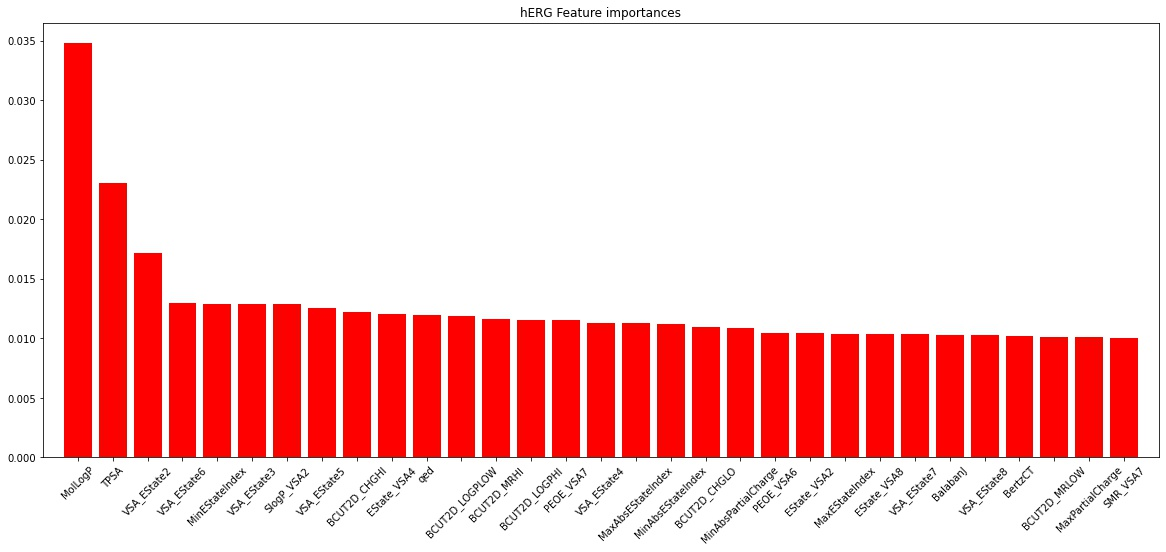 hERG Feature importances
0.035
0.030
0.025
0.020
0.015
0.010
0.005
0.000
MolLogP
TPSA
VSA_EState2
VSA_EState6
MinEStateIndex
VSA_EState3
SlogP_VSA2
VSA_EState5
BCUT2D_CHGHI
EState_VSA4
qed
BCUT2D_LOGPLOW
BCUT2D_MRHI
BCUT2D_LOGPHI
PEOE_VSA7
VSA_EState4
MaxAbsEStateIndex
MinAbsEStateIndex
BCUT2D_CHGLO
MinAbsPartialCharge
PEOE_VSA6
EState_VSA2
MaxEStateIndex
EState_VSA8
VSA_EState7
BalabanJ
VSA_EState8
BertzCT
BCUT2D_MRLOW
MaxPartialCharge
SMR_VSA7